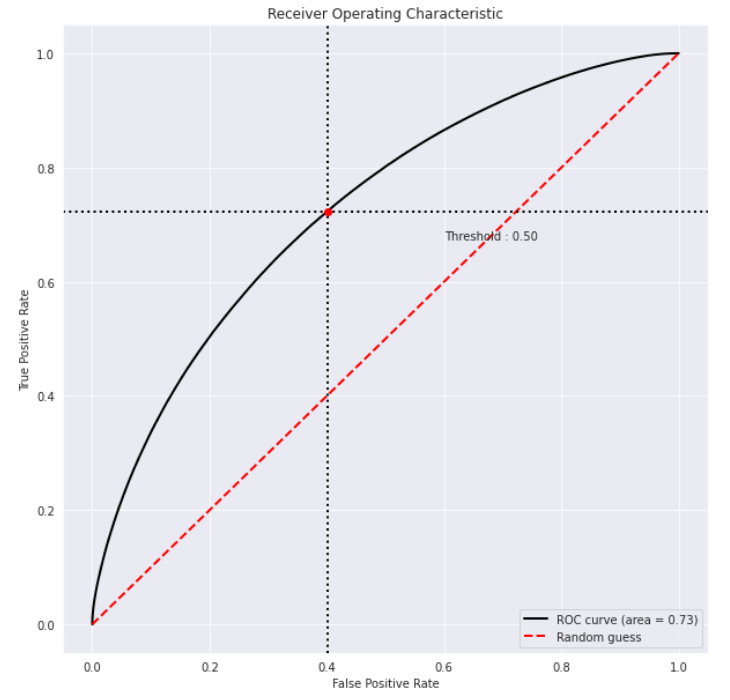 Receiver Operating Characteristic
1.0
0.8
Threshold : 0.50
0.6
True Positive Rate
0.4
0.2
0.0
ROC curve (area = 0.73)
Random guess
0.0 0.2 0.4 0.6 0.8 1.0
False Positive Rate